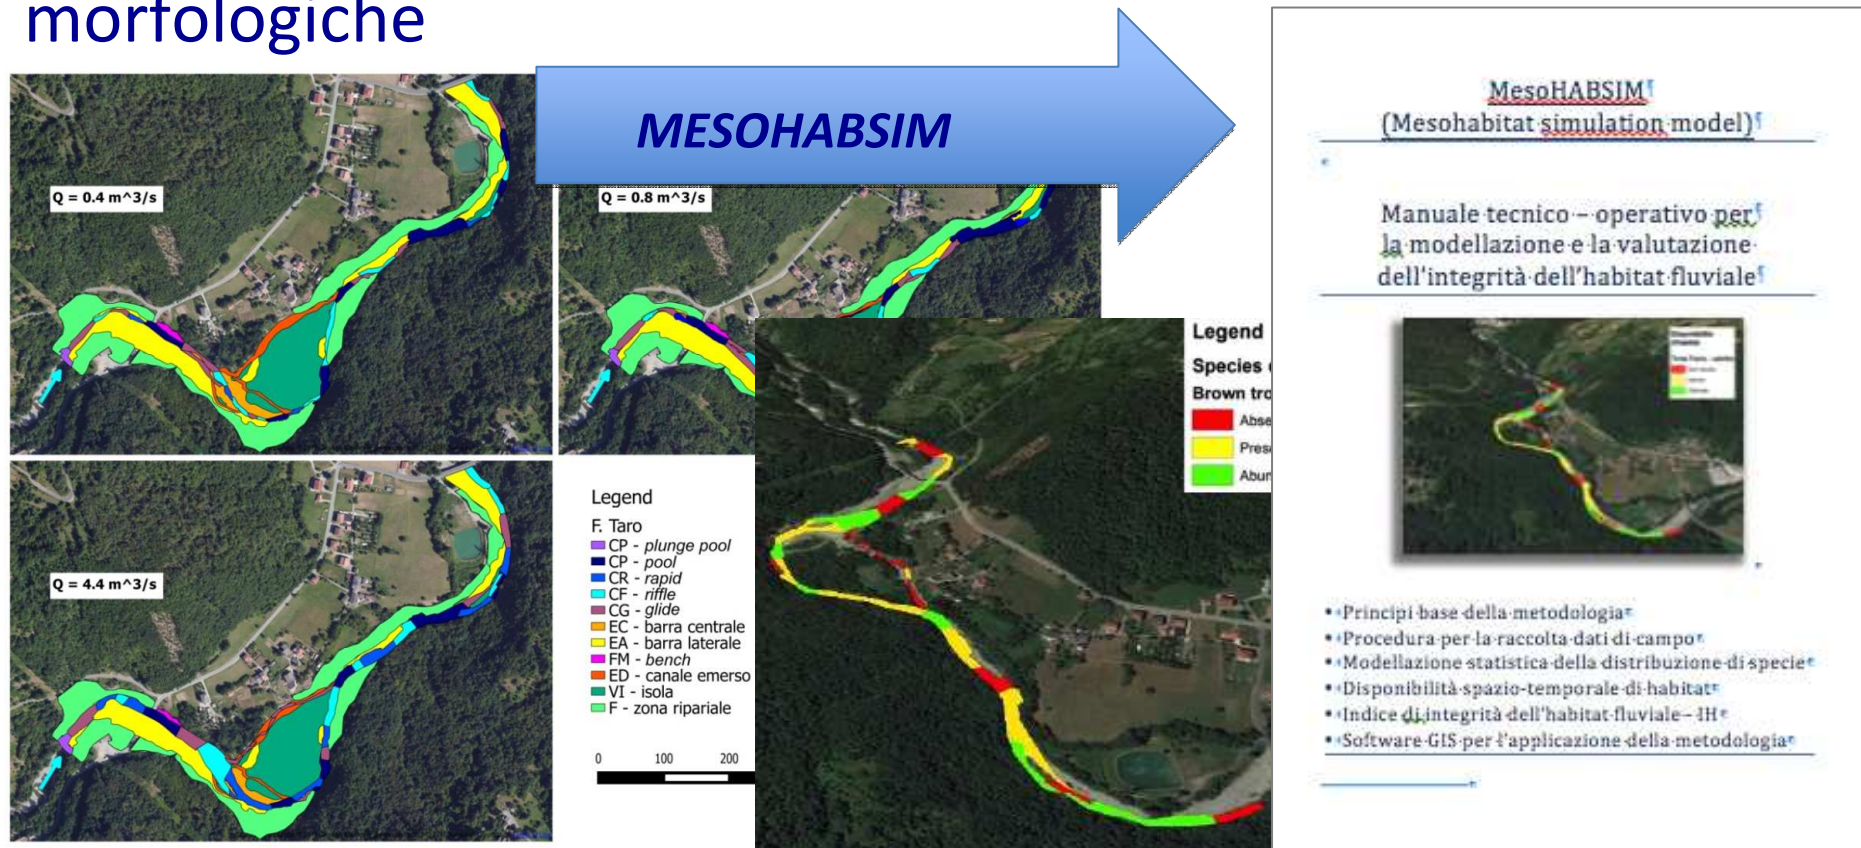 morfologiche
MESOHABSIM
Q = 0.4 m^3/s
Q = 0.8 m^3/s
Q = 4.4 m^3/s
Legend
F. Taro
CP - plunge pool
CP - pool
CR - rapid
CF - riffle
CG - glide
EC - barra centrale
EA - barra laterale
FM - bench
ED - canale emerso
VI - isola
F - zona ripariale
0 100 200
Legend
Species
Brown tro
Abse
Pres
Abun
MesoHABSIM
(Mesohabitat simulation model)
Manuale tecnico – operativo per
la modellazione e la valutazione
dell'integrità dell'habitat fluviale
• Principi base della metodologia
• Procedura per la raccolta dati di campo
• Modellazione statistica della distribuzione di specie
• Disponibilità spazio-temporale di habitat
• Indice di integrità dell'habitat fluviale – IH
• Software GIS per l'applicazione della metodologia